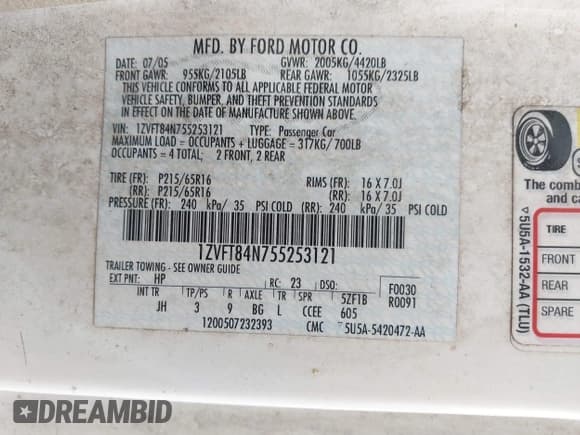 MFD. BY FORD MOTOR CO.
DATE: 07/05 GVWR: 2005KG/4420LB
FRONT GAWR: 955KG/2105LB REAR GAWR: 1055KG/2325LB
THIS VEHICLE CONFORMS TO ALL APPLICABLE FEDERAL MOTOR
VEHICLE SAFETY, BUMPER, AND THEFT PREVENTION STANDARDS
IN EFFECT ON THE DATE OF MANUFACTURE SHOWN ABOVE.
VIN: 1ZVFT84N755253121 TYPE: Passenger Car
MAXIMUM LOAD = OCCUPANTS + LUGGAGE = 317KG/700LB
OCCUPANTS = 4 TOTAL; 2 FRONT, 2 REAR
TIRE (FR): P215/65R16 RIMS (FR): 16 X 7.0J
(RR): P215/65R16 (RR): 16 X 7.0J
PRESSURE (FR): 240 kPa/ 35 PSI COLD (RR): 240 kPa/ 35 PSI COLD
1ZVFT84N755253121
TRAILER TOWING - SEE OWNER GUIDE
EXT PNT: HP RC: 23 DSO: F0030
INT TR TP/PS R AXLE TR SPR 5ZF1B R0091
JH 3 9 BG L CCEE 605
1200507232393 CMC 5U5A-5420472-AA
The comb
and ca
5U5A-1532-AA (TLU)
TIRE
FRONT
REAR
SPARE
DREAMBID